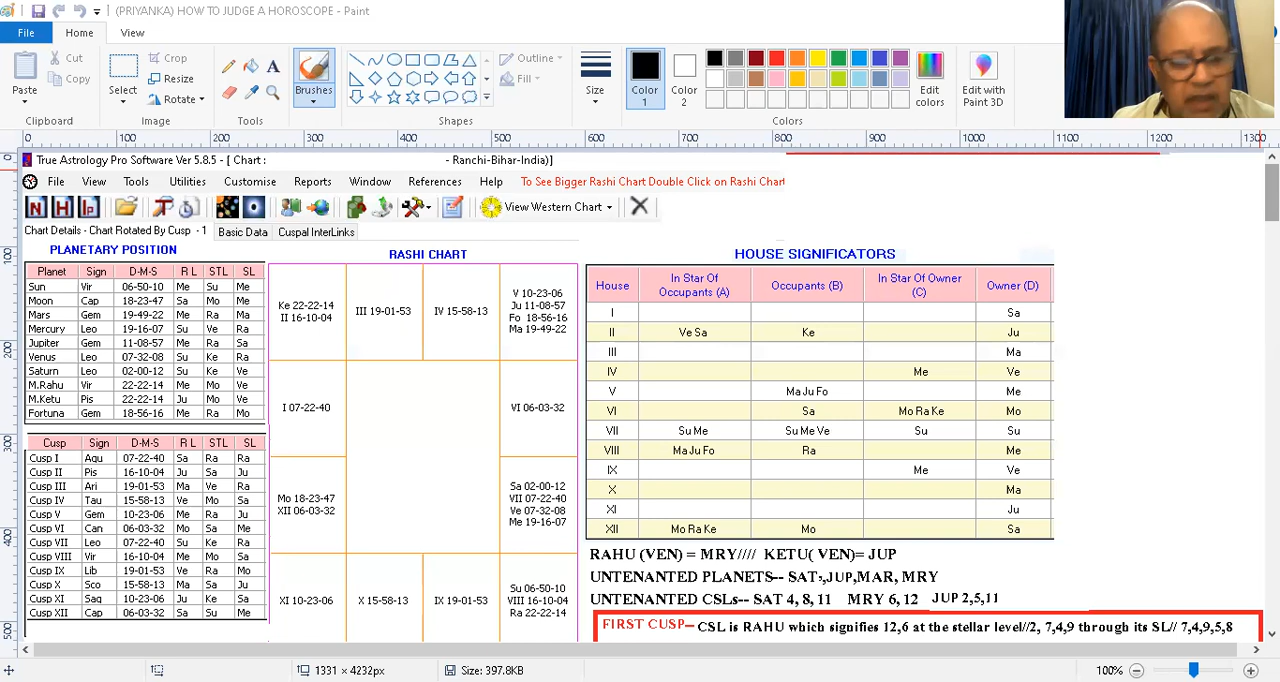 (PRIYANKA) HOW TO JUDGE A HOROSCOPE - Paint
File Home View
Paste Cut Copy Clipboard
Select Crop Resize Rotate Image
Tools
Brushes
Shapes Outline Fill
Size
Color 1 Color 2 Edit colors Colors
Edit with Paint 3D
0 100 200 300 400 500 600 700 800 900 1000 1100 1200 1300
True Astrology Pro Software Ver 5.8.5 - [ Chart : - Ranchi-Bihar-India)]
File View Tools Utilities Customise Reports Window References Help To See Bigger Rashi Chart Double Click on Rashi Chart
View Western Chart
Chart Details - Chart Rotated By Cusp - 1 Basic Data Cuspal InterLinks
PLANETARY POSITION
Planet Sign D-M-S R L STL SL
Sun Vir 06-50-10 Me Su Me
Moon Cap 18-23-47 Sa Mo Me
Mars Gem 19-49-22 Me Ra Ma
Mercury Leo 19-16-07 Su Ve Ra
Jupiter Gem 11-08-57 Me Ra Sa
Venus Leo 07-32-08 Su Ke Ra
Saturn Leo 02-00-12 Su Ke Ve
M.Rahu Vir 22-22-14 Me Mo Ve
M.Ketu Pis 22-22-14 Ju Mo Ve
Fortuna Gem 18-56-16 Me Ra Mo
Cusp Sign D-M-S R L STL SL
Cusp I Aqu 07-22-40 Sa Ra Ra
Cusp II Pis 16-10-04 Ju Sa Ju
Cusp III Ari 19-01-53 Ma Ve Ra
Cusp IV Tau 15-58-13 Ve Mo Sa
Cusp V Gem 10-23-06 Me Ra Ju
Cusp VI Can 06-03-32 Mo Sa Me
Cusp VII Leo 07-22-40 Su Ke Ra
Cusp VIII Vir 16-10-04 Me Mo Sa
Cusp IX Lib 19-01-53 Ve Ra Mo
Cusp X Sco 15-58-13 Ma Sa Ju
Cusp XI Sag 10-23-06 Ju Ke Sa
Cusp XII Cap 06-03-32 Sa Su Me
RASHI CHART
Ke 22-22-14
II 16-10-04
III 19-01-53
IV 15-58-13
V 10-23-06
Ju 11-08-57
Fo 18-56-16
Ma 19-49-22
I 07-22-40
VI 06-03-32
Mo 18-23-47
XII 06-03-32
Sa 02-00-12
VII 07-22-40
Ve 07-32-08
Me 19-16-07
XI 10-23-06
X 15-58-13
IX 19-01-53
Su 06-50-10
VIII 16-10-04
Ra 22-22-14
HOUSE SIGNIFICATORS
House In Star Of Occupants (A) Occupants (B) In Star Of Owner (C) Owner (D)
I Sa
II Ve Sa Ke Ju
III Ma
IV Me Ve
V Ma Ju Fo Me
VI Sa Mo Ra Ke Mo
VII Su Me Su Me Ve Su Su
VIII Ma Ju Fo Ra Me
IX Me Ve
X Ma
XI Ju
XII Mo Ra Ke Mo Sa
RAHU (VEN) = MRY//// KETU( VEN)= JUP
UNTENANTED PLANETS-- SAT-,JUP,MAR, MRY
UNTENANTED CSLs-- SAT 4, 8, 11 MRY 6, 12 JUP 2,5,11
FIRST CUSP-- CSL is RAHU which signifies 12,6 at the stellar level//2, 7,4,9 through its SL// 7,4,9,5,8
1331 × 4232px Size: 397.8KB 100%